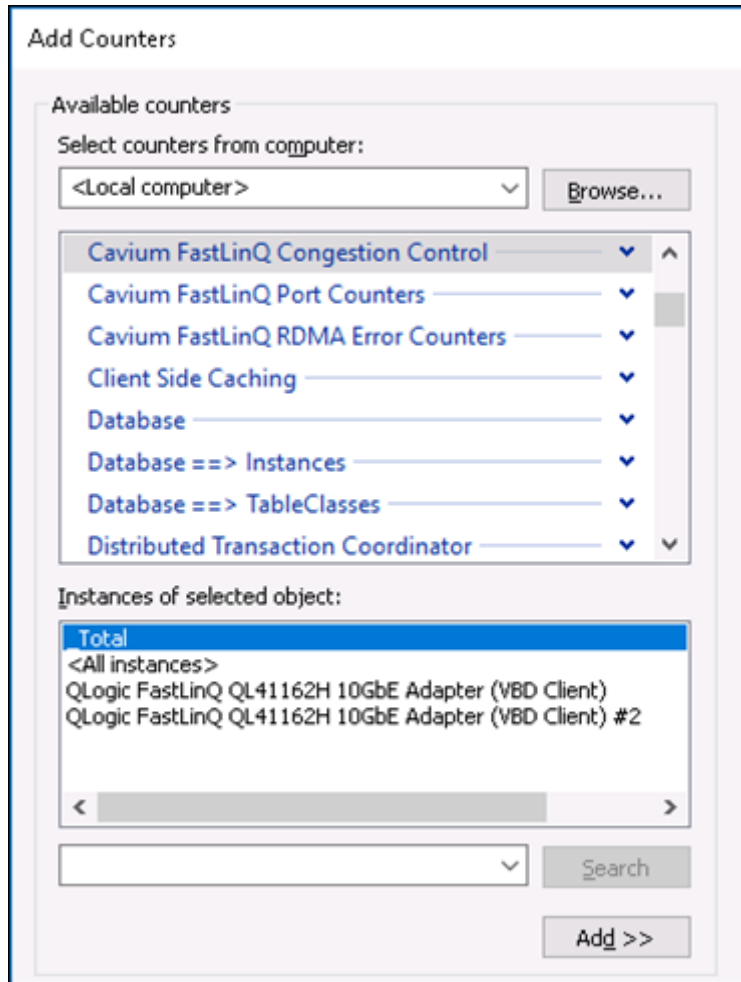 Add Counters
Available counters
Select counters from computer:
<Local computer>
Browse...
Cavium FastLinQ Congestion Control
Cavium FastLinQ Port Counters
Cavium FastLinQ RDMA Error Counters
Client Side Caching
Database
Database ==> Instances
Database ==> TableClasses
Distributed Transaction Coordinator
Instances of selected object:
_Total
<All instances>
QLogic FastLinQ QL41162H 10GbE Adapter (VBD Client)
QLogic FastLinQ QL41162H 10GbE Adapter (VBD Client) #2
Search
Add >>